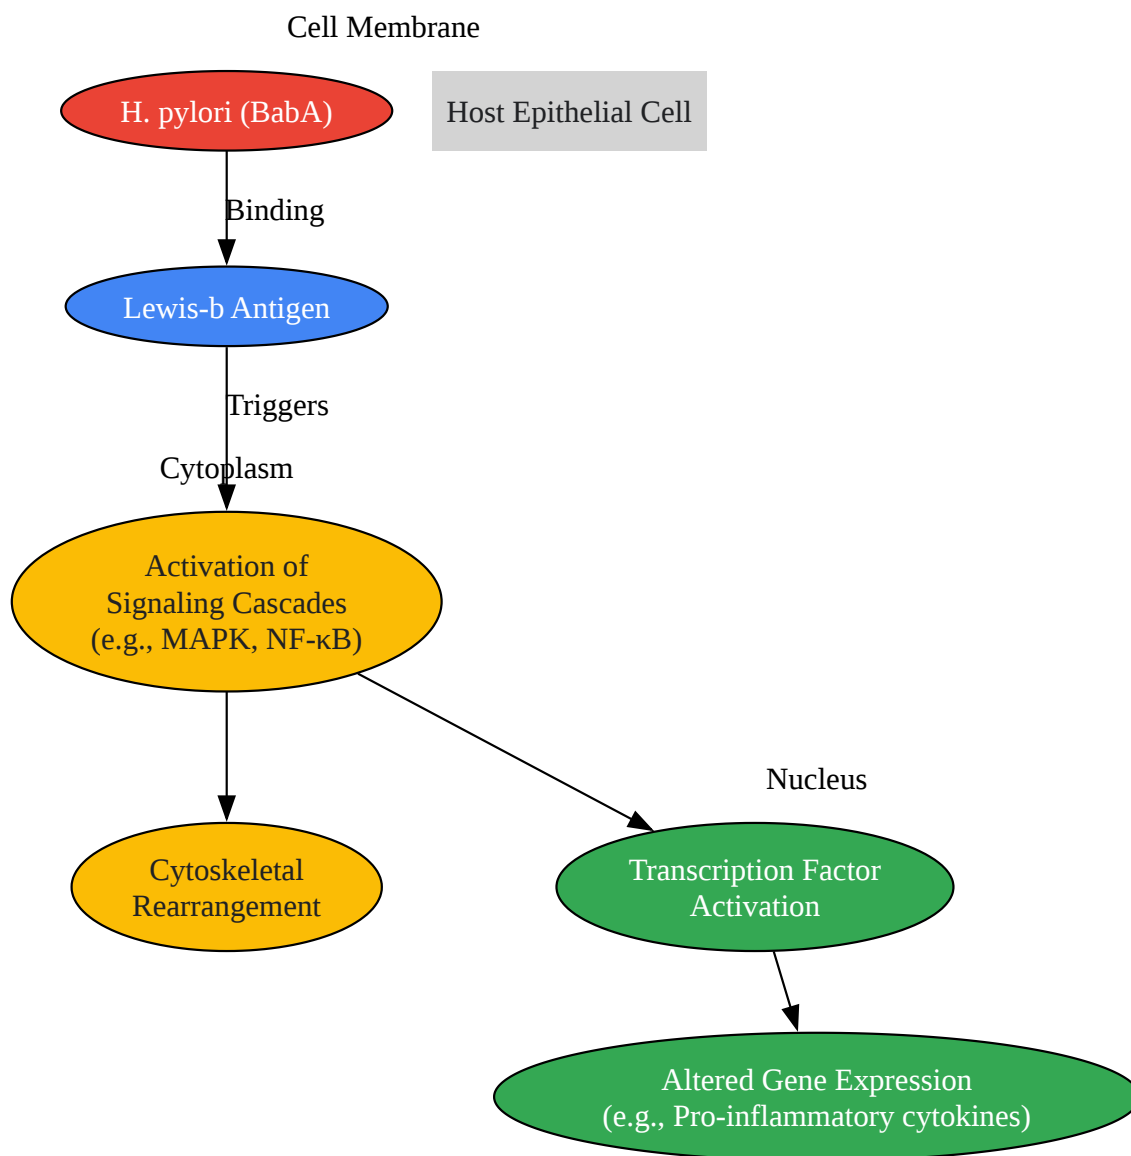 Cell Membrane
H. pylori (BabA)
Host Epithelial Cell
Binding
Lewis-b Antigen
Triggers
Cytoplasm
Activation of
Signaling Cascades
(e.g., MAPK, NF-κB)
Nucleus
Cytoskeletal
Rearrangement
Transcription Factor
Activation
Altered Gene Expression
(e.g., Pro-inflammatory cytokines)